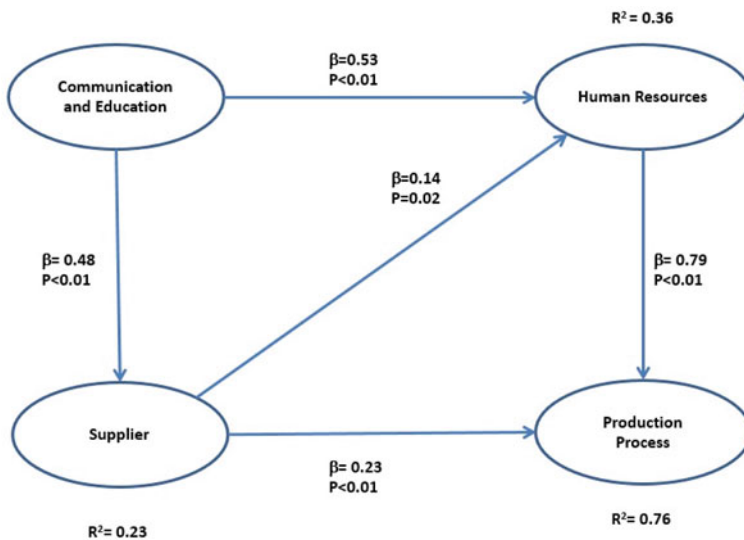 R² = 0.36
β=0.53
P<0.01
Communication
and Education
Human Resources
β=0.14
P=0.02
β= 0.48
P<0.01
β= 0.79
P<0.01
Supplier
Production
Process
β= 0.23
P<0.01
R²= 0.23
R²= 0.76